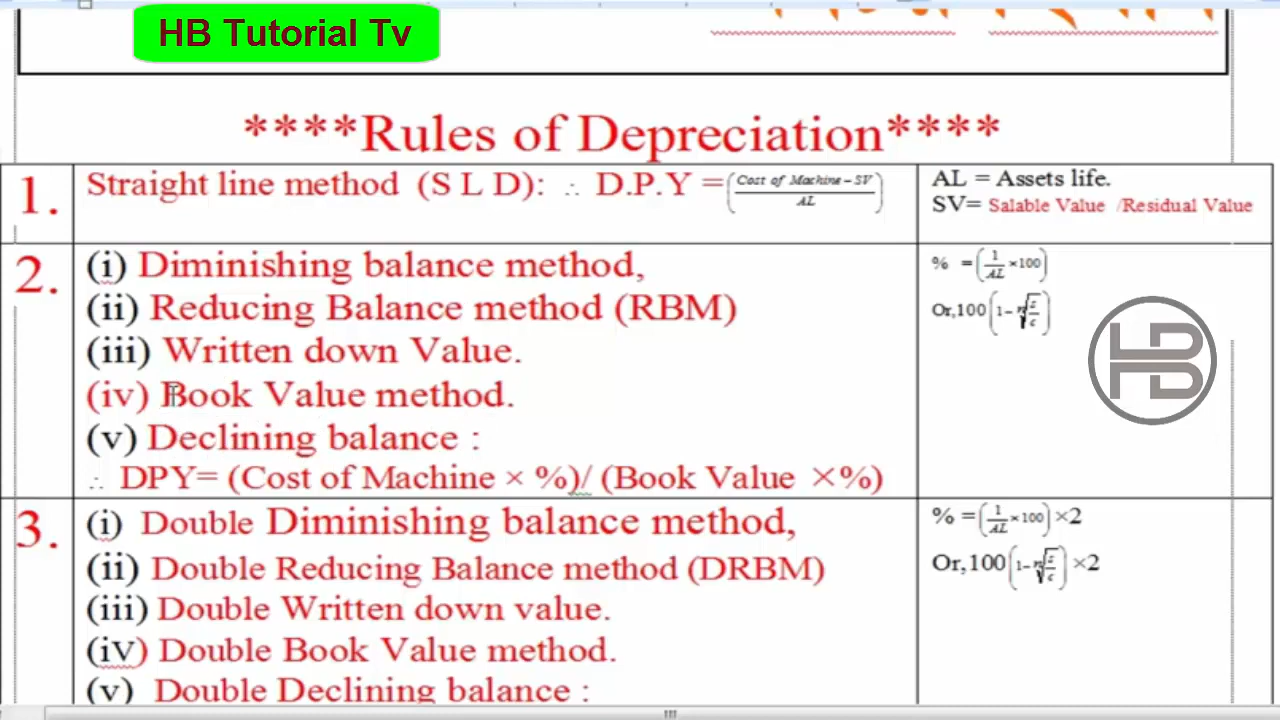 HB Tutorial Tv
****Rules of Depreciation****
1. Straight line method (S L D): ∴ D.P.Y =(Cost of Machine−SV / AL)
AL = Assets life.
SV= Salable Value /Residual Value
2. (i) Diminishing balance method,
(ii) Reducing Balance method (RBM)
(iii) Written down Value.
(iv) Book Value method.
(v) Declining balance :
∴ DPY= (Cost of Machine × %)/ (Book Value ×%)
% =(1/AL ×100)
Or,100(1−ⁿ√s/c)
HB
3. (i) Double Diminishing balance method,
(ii) Double Reducing Balance method (DRBM)
(iii) Double Written down value.
(iv) Double Book Value method.
(v) Double Declining balance :
% =(1/AL ×100)×2
Or,100(1−ⁿ√s/c)×2